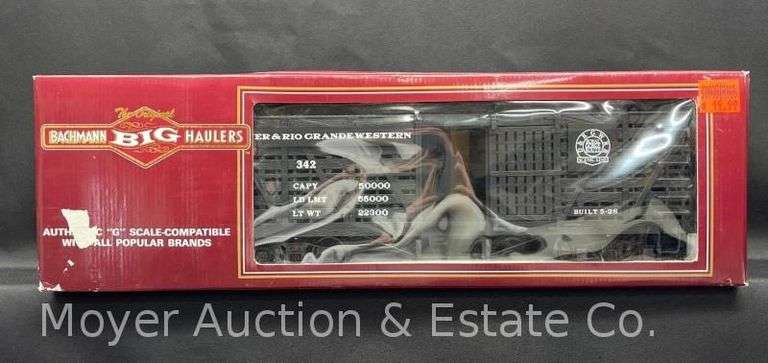 The Original
BACHMANN BIG HAULERS
ER & RIO GRANDE WESTERN
342
CAPY 50000
LD LMT 55000
LT WT 22300
BUILT 5-26
AUTHENTIC "G" SCALE-COMPATIBLE
WITH ALL POPULAR BRANDS
Moyer Auction & Estate Co.